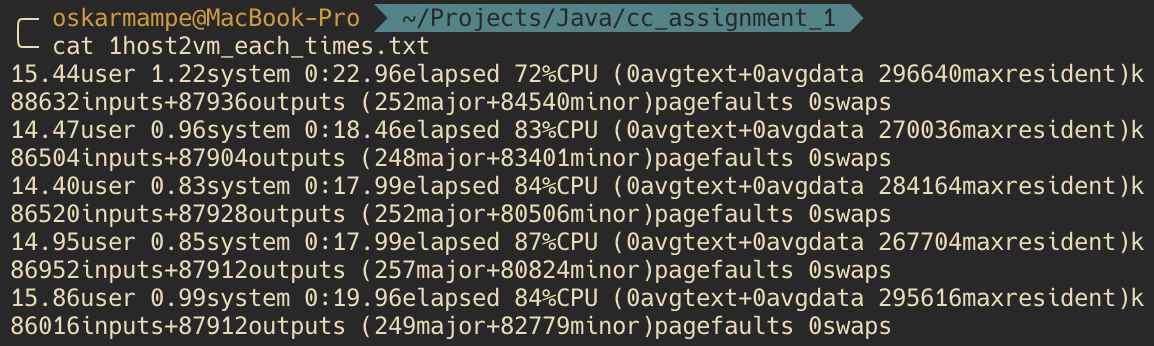 oskarmampe@MacBook-Pro ~/Projects/Java/cc_assignment_1
cat 1host2vm_each_times.txt
15.44user 1.22system 0:22.96elapsed 72%CPU (0avgtext+0avgdata 296640maxresident)k
88632inputs+87936outputs (252major+84540minor)pagefaults 0swaps
14.47user 0.96system 0:18.46elapsed 83%CPU (0avgtext+0avgdata 270036maxresident)k
86504inputs+87904outputs (248major+83401minor)pagefaults 0swaps
14.40user 0.83system 0:17.99elapsed 84%CPU (0avgtext+0avgdata 284164maxresident)k
86520inputs+87928outputs (252major+80506minor)pagefaults 0swaps
14.95user 0.85system 0:17.99elapsed 87%CPU (0avgtext+0avgdata 267704maxresident)k
86952inputs+87912outputs (257major+80824minor)pagefaults 0swaps
15.86user 0.99system 0:19.96elapsed 84%CPU (0avgtext+0avgdata 295616maxresident)k
86016inputs+87912outputs (249major+82779minor)pagefaults 0swaps